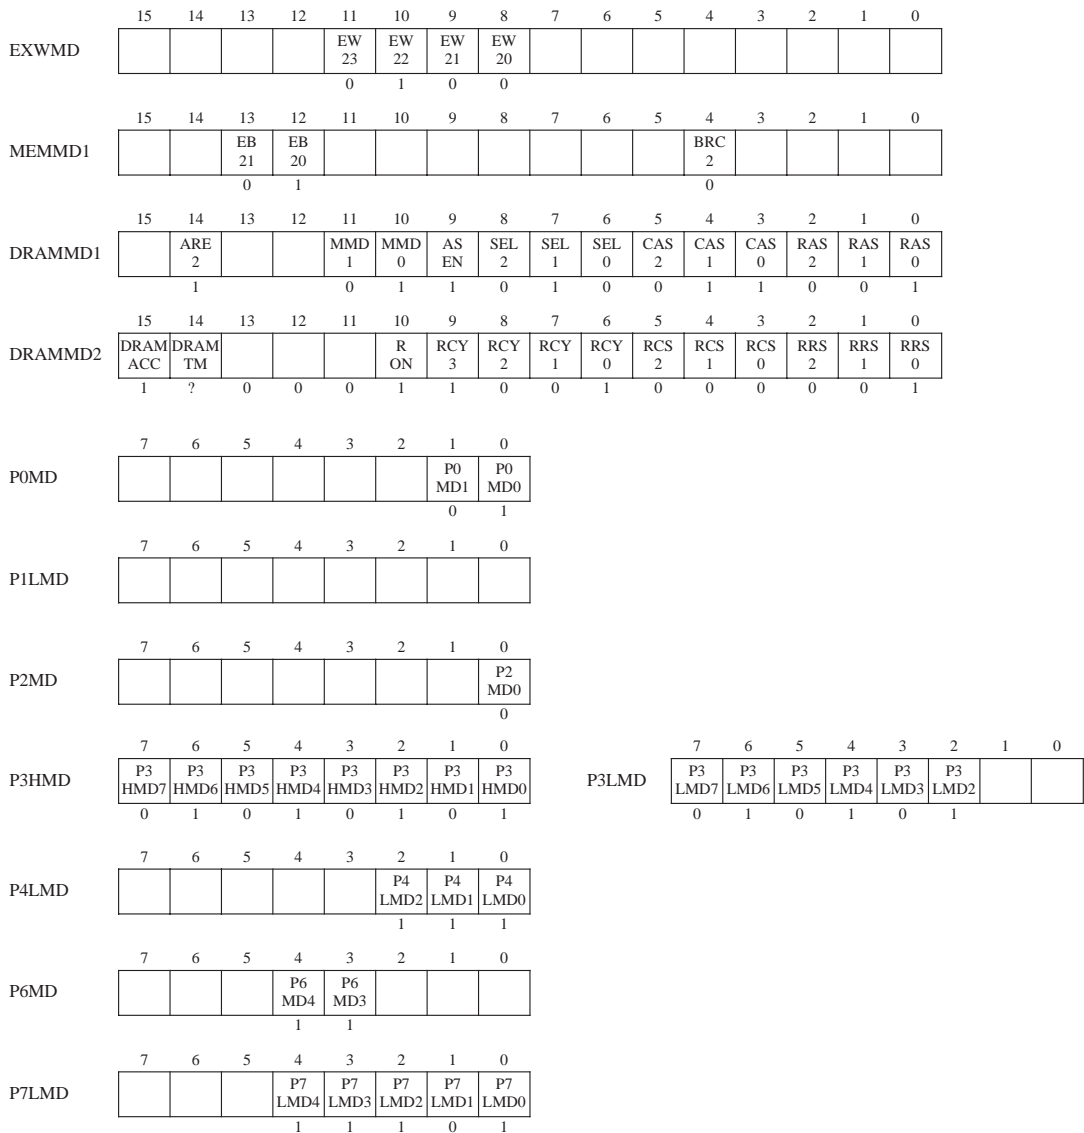 15 14 13 12 11 10 9 8 7 6 5 4 3 2 1 0
EXWMD EW 23 EW 22 EW 21 EW 20
0 1 0 0
15 14 13 12 11 10 9 8 7 6 5 4 3 2 1 0
MEMMD1 EB 21 EB 20 BRC 2
0 1 0
15 14 13 12 11 10 9 8 7 6 5 4 3 2 1 0
DRAMMD1 ARE 2 MMD 1 MMD 0 AS EN SEL 2 SEL 1 SEL 0 CAS 2 CAS 1 CAS 0 RAS 2 RAS 1 RAS 0
1 0 1 1 0 1 0 0 1 1 0 0 1
15 14 13 12 11 10 9 8 7 6 5 4 3 2 1 0
DRAMMD2 DRAM ACC DRAM TM R ON RCY 3 RCY 2 RCY 1 RCY 0 RCS 2 RCS 1 RCS 0 RRS 2 RRS 1 RRS 0
1 ? 0 0 0 1 1 0 0 1 0 0 0 0 0 1
7 6 5 4 3 2 1 0
P0MD P0 MD1 P0 MD0
0 1
7 6 5 4 3 2 1 0
P1LMD
7 6 5 4 3 2 1 0
P2MD P2 MD0
0
7 6 5 4 3 2 1 0
P3HMD P3 HMD7 P3 HMD6 P3 HMD5 P3 HMD4 P3 HMD3 P3 HMD2 P3 HMD1 P3 HMD0
0 1 0 1 0 1 0 1
7 6 5 4 3 2 1 0
P3LMD P3 LMD7 P3 LMD6 P3 LMD5 P3 LMD4 P3 LMD3 P3 LMD2
0 1 0 1 0 1
7 6 5 4 3 2 1 0
P4LMD P4 LMD2 P4 LMD1 P4 LMD0
1 1 1
7 6 5 4 3 2 1 0
P6MD P6 MD4 P6 MD3
1 1
7 6 5 4 3 2 1 0
P7LMD P7 LMD4 P7 LMD3 P7 LMD2 P7 LMD1 P7 LMD0
1 1 1 0 1